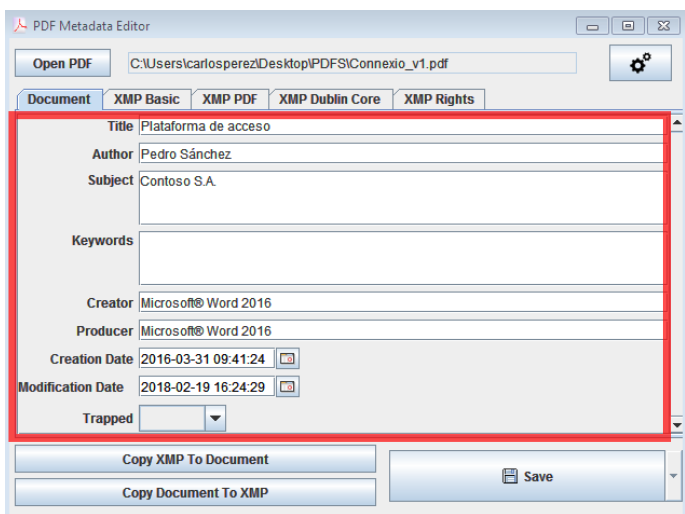 PDF Metadata Editor
Open PDF C:\Users\carlosperez\Desktop\PDFS\Connexio_v1.pdf
Document XMP Basic XMP PDF XMP Dublin Core XMP Rights
Title Plataforma de acceso
Author Pedro Sánchez
Subject Contoso S.A.
Keywords
Creator Microsoft® Word 2016
Producer Microsoft® Word 2016
Creation Date 2016-03-31 09:41:24
Modification Date 2018-02-19 16:24:29
Trapped
Copy XMP To Document
Save
Copy Document To XMP